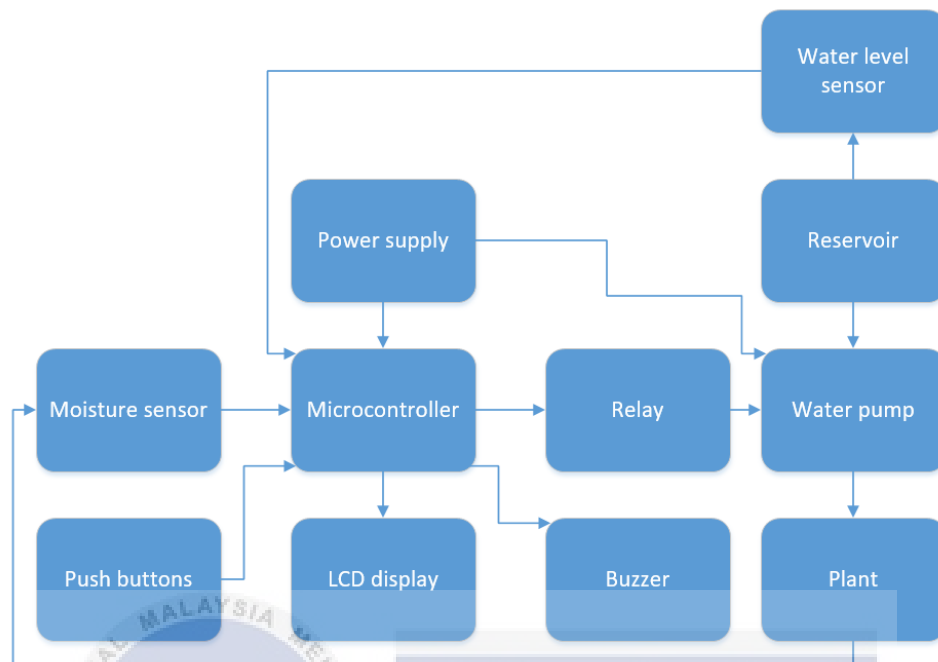 Water level
sensor
Power supply
Reservoir
Moisture sensor
Microcontroller
Relay
Water pump
Push buttons
LCD display
Buzzer
Plant
MALAYSIA